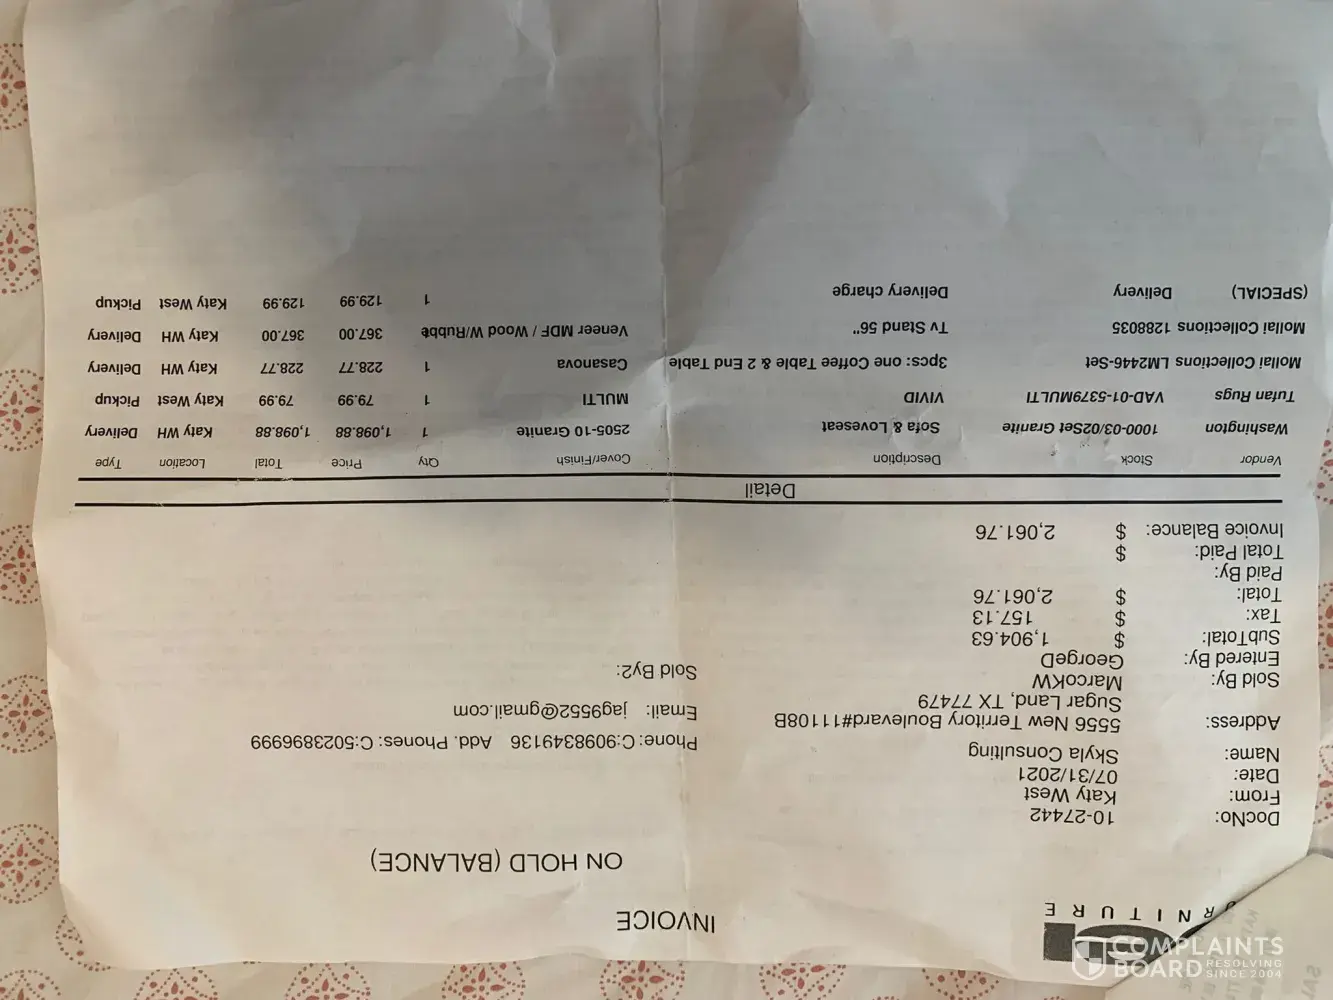 RNITURE
INVOICE
ON HOLD (BALANCE)
DocNo: 10-27442
From: Katy West
Date: 07/31/2021
Name: Skyla Consulting
Phone: C:9098349136 Add. Phones: C:5023896999
Address: 5556 New Territory Boulevard#11108B
Sugar Land, TX 77479
Email: jag9552@gmail.com
Sold By: MarcoKW
Sold By2:
Entered By: GeorgeD
SubTotal: $ 1,904.63
Tax: $ 157.13
Total: $ 2,061.76
Paid By:
Total Paid: $
Invoice Balance: $ 2,061.76
Detail
Vendor Stock Description Cover/Finish Qty Price Total Location Type
Washington 1000-03/02Set Granite Sofa & Loveseat 2505-10 Granite 1 1,098.88 1,098.88 Katy WH Delivery
Tufan Rugs VAD-01-5379MULTI VIVID MULTI 1 79.99 79.99 Katy West Pickup
Mollai Collections LM2446-Set 3pcs: one Coffee Table & 2 End Table Casanova 1 228.77 228.77 Katy WH Delivery
Mollai Collections 1288035 Tv Stand 56" Veneer MDF / Wood W/Rubbe 1 367.00 367.00 Katy WH Delivery
(SPECIAL) Delivery Delivery charge 1 129.99 129.99 Katy West Pickup
COMPLAINTS
BOARD RESOLVING
SINCE 2004